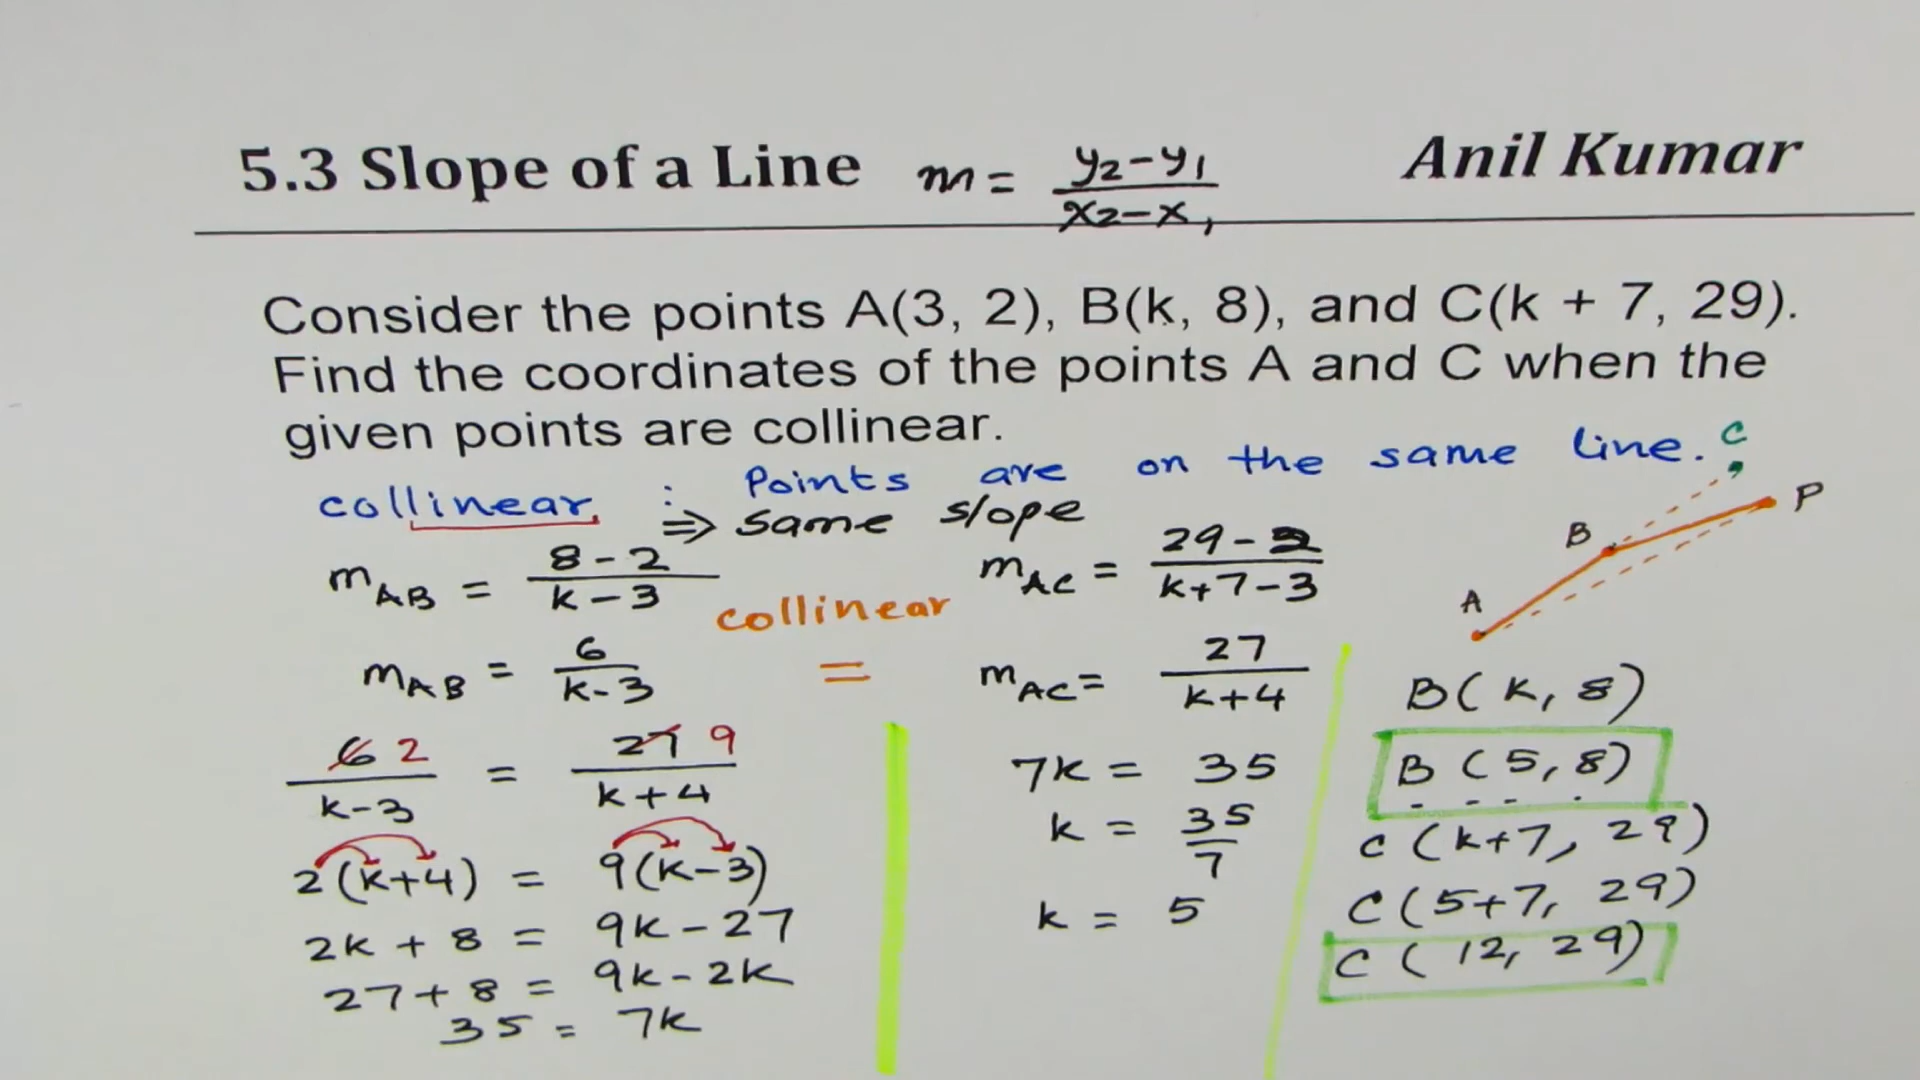 5.3 Slope of a Line m = y₂-y₁ / x₂-x₁ Anil Kumar
Consider the points A(3, 2), B(k, 8), and C(k + 7, 29).
Find the coordinates of the points A and C when the
given points are collinear.
collinear : Points are on the same line.
⇒ same slope
m_AB = 8-2 / k-3
m_AC = 29-2 / k+7-3
collinear
m_AB = 6 / k-3 = m_AC = 27 / k+4
6 2 / k-3 = 27 9 / k+4
2(k+4) = 9(k-3)
2k + 8 = 9k - 27
27+8 = 9k - 2k
35 = 7k
7k = 35
k = 35 / 7
k = 5
C
P
B
A
B(k, 8)
B(5, 8)
C(k+7, 29)
C(5+7, 29)
C(12, 29)